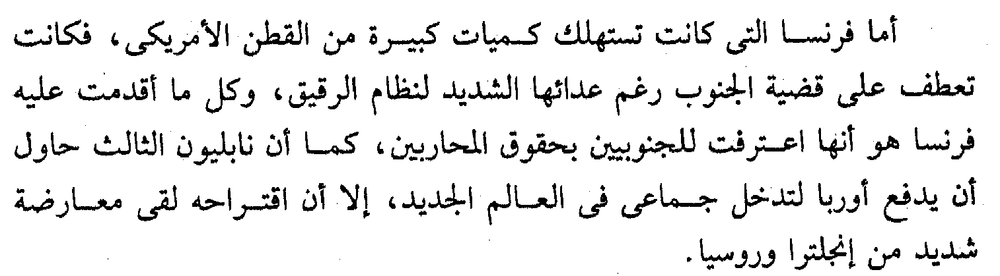 أما فرنسا التى كانت تستهلك كميات كبيرة من القطن الأمريكى، فكانت
تعطف على قضية الجنوب رغم عدائها الشديد لنظام الرقيق، وكل ما أقدمت عليه
فرنسا هو أنها اعترفت للجنوبيين بحقوق المحاربين، كما أن نابليون الثالث حاول
أن يدفع أوربا لتدخل جماعى فى العالم الجديد، إلا أن اقتراحه لقى معارضة
شديد من إنجلترا وروسيا.